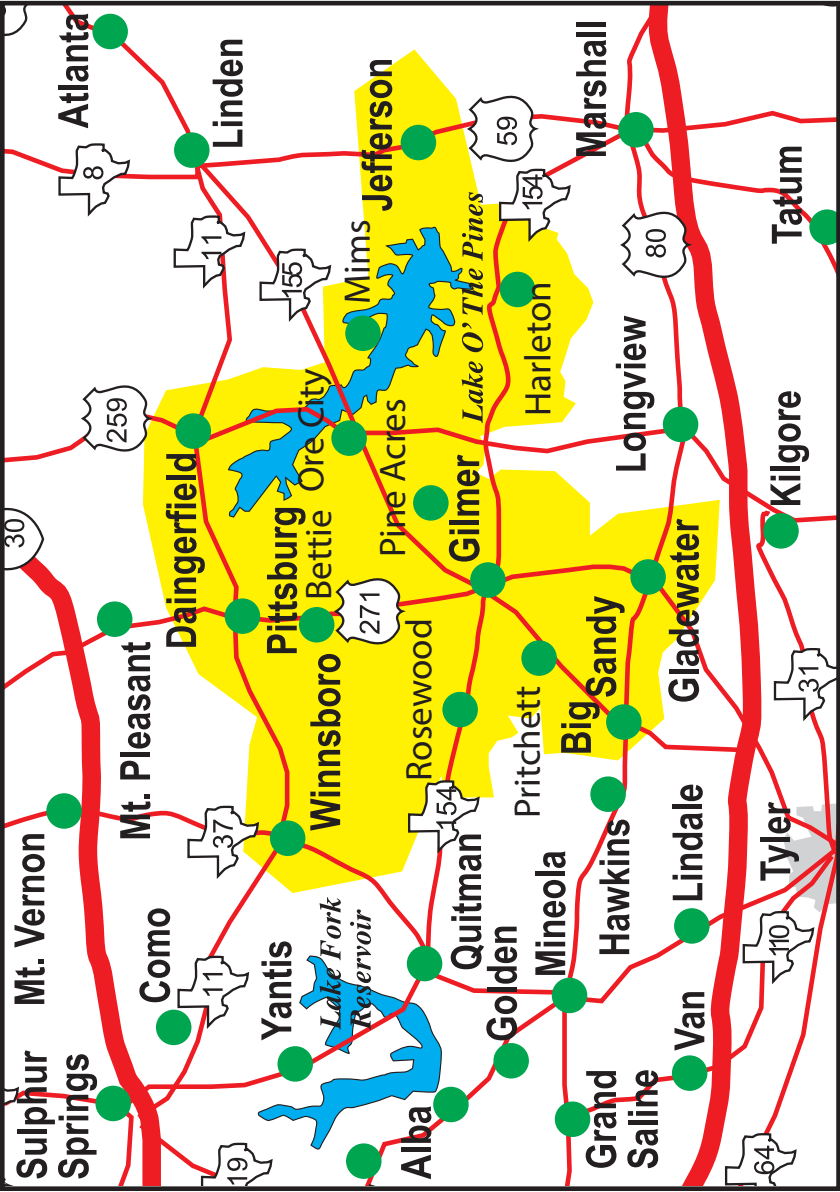 Sulphur
Springs
Mt. Vernon
30
Atlanta
8
Como
Mt. Pleasant
259
Daingerfield
Linden
11
11
19
37
Yantis
Pittsburg
155
Winnsboro
Bettie
Ore City
Mims
Lake Fork
Reservoir
271
Jefferson
Alba
Rosewood
Pine Acres
154
Quitman
Gilmer
Lake O' The Pines
59
Golden
Pritchett
154
Harleton
Mineola
Big
Sandy
Marshall
Grand
Saline
Hawkins
Longview
80
Van
Lindale
Gladewater
64
110
Tyler
31
Kilgore
Tatum